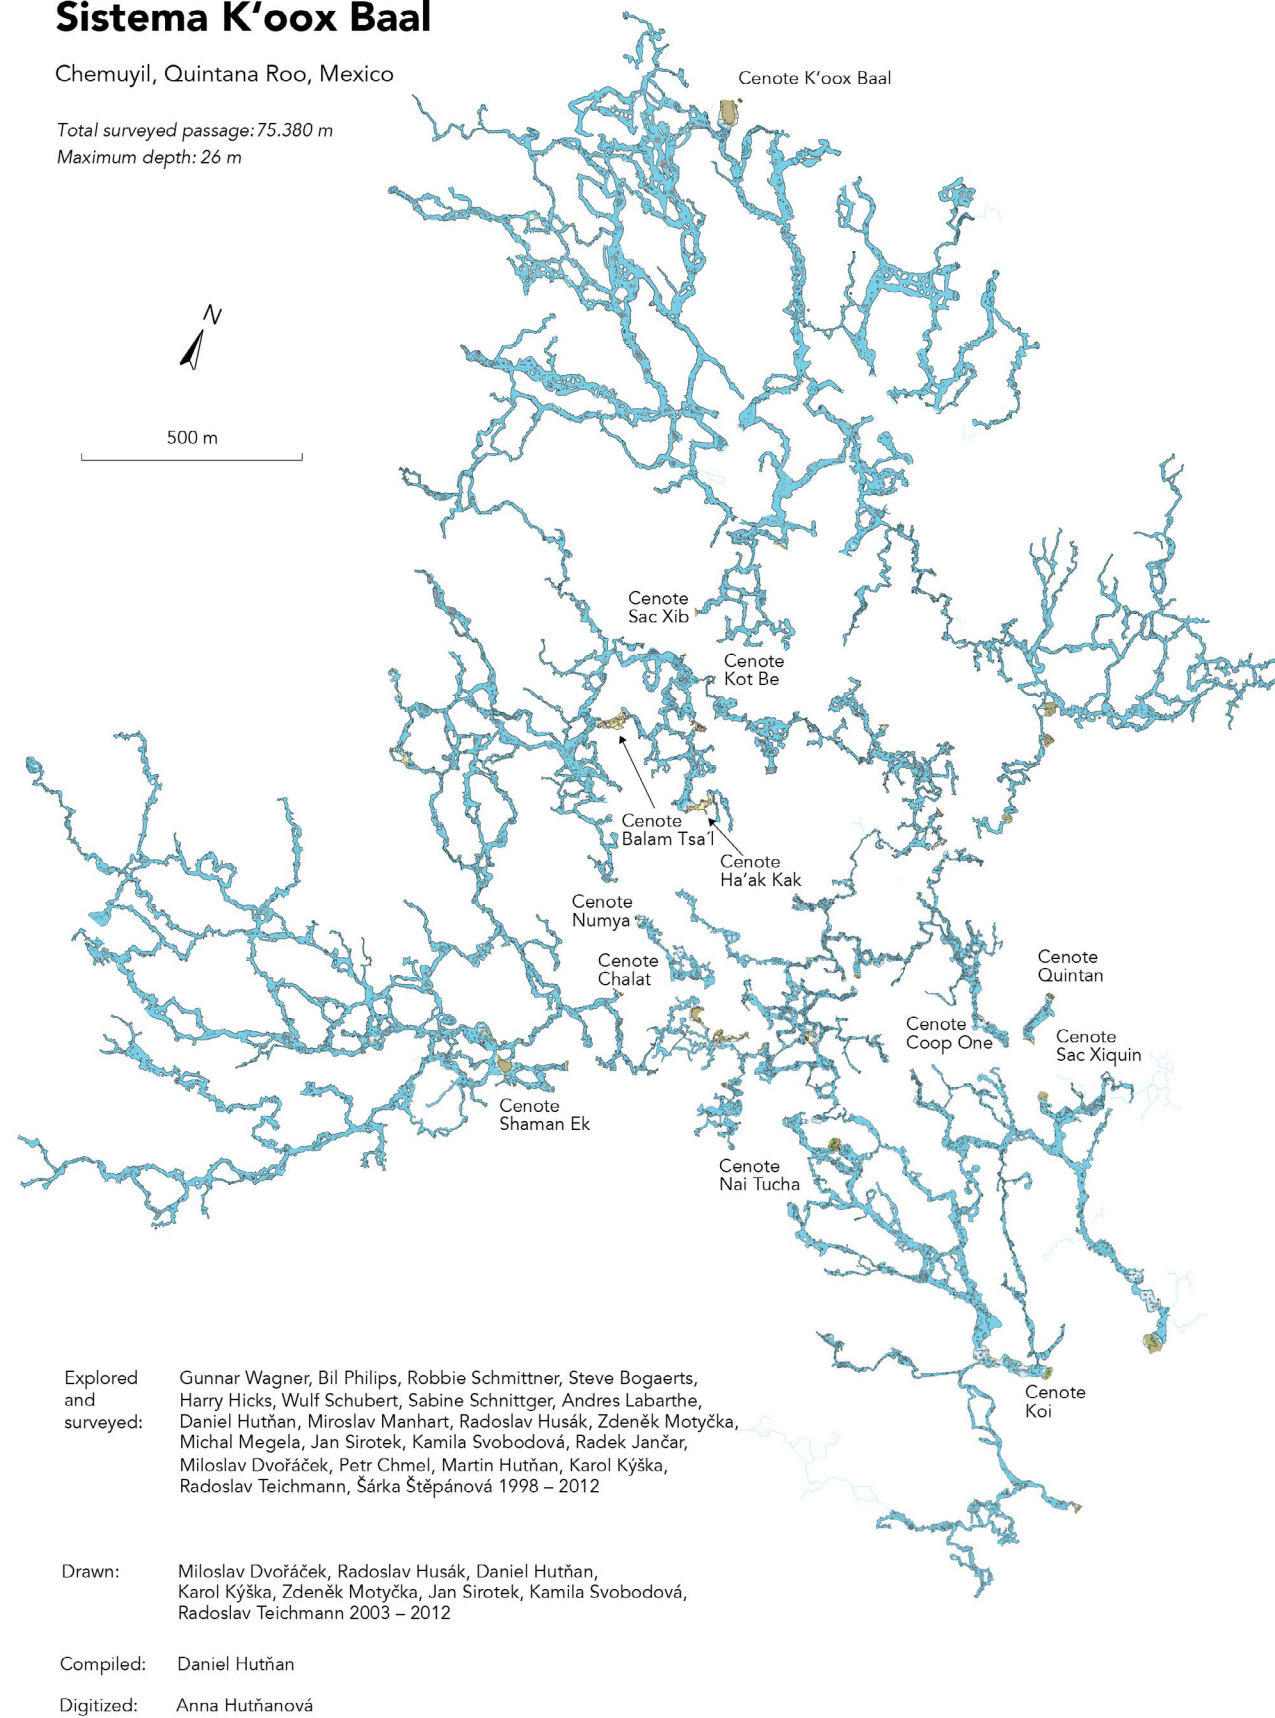 Sistema K‘oox Baal
Chemuyil, Quintana Roo, Mexico
Total surveyed passage: 75.380 m
Maximum depth: 26 m
Cenote K‘oox Baal
N
500 m
Cenote
Sac Xib
Cenote
Kot Be
Cenote
Balam Tsa´l
Cenote
Ha‘ak Kak
Cenote
Numya
Cenote
Chalat
Cenote
Quintan
Cenote
Coop One
Cenote
Sac Xiquin
Cenote
Shaman Ek
Cenote
Nai Tucha
Cenote
Koi
Explored
and
surveyed:
Gunnar Wagner, Bil Philips, Robbie Schmittner, Steve Bogaerts,
Harry Hicks, Wulf Schubert, Sabine Schnittger, Andres Labarthe,
Daniel Hutňan, Miroslav Manhart, Radoslav Husák, Zdeněk Motyčka,
Michal Megela, Jan Sirotek, Kamila Svobodová, Radek Jančar,
Miloslav Dvořáček, Petr Chmel, Martin Hutňan, Karol Kýška,
Radoslav Teichmann, Šárka Štěpánová 1998 – 2012
Drawn:
Miloslav Dvořáček, Radoslav Husák, Daniel Hutňan,
Karol Kýška, Zdeněk Motyčka, Jan Sirotek, Kamila Svobodová,
Radoslav Teichmann 2003 – 2012
Compiled: Daniel Hutňan
Digitized: Anna Hutňanová